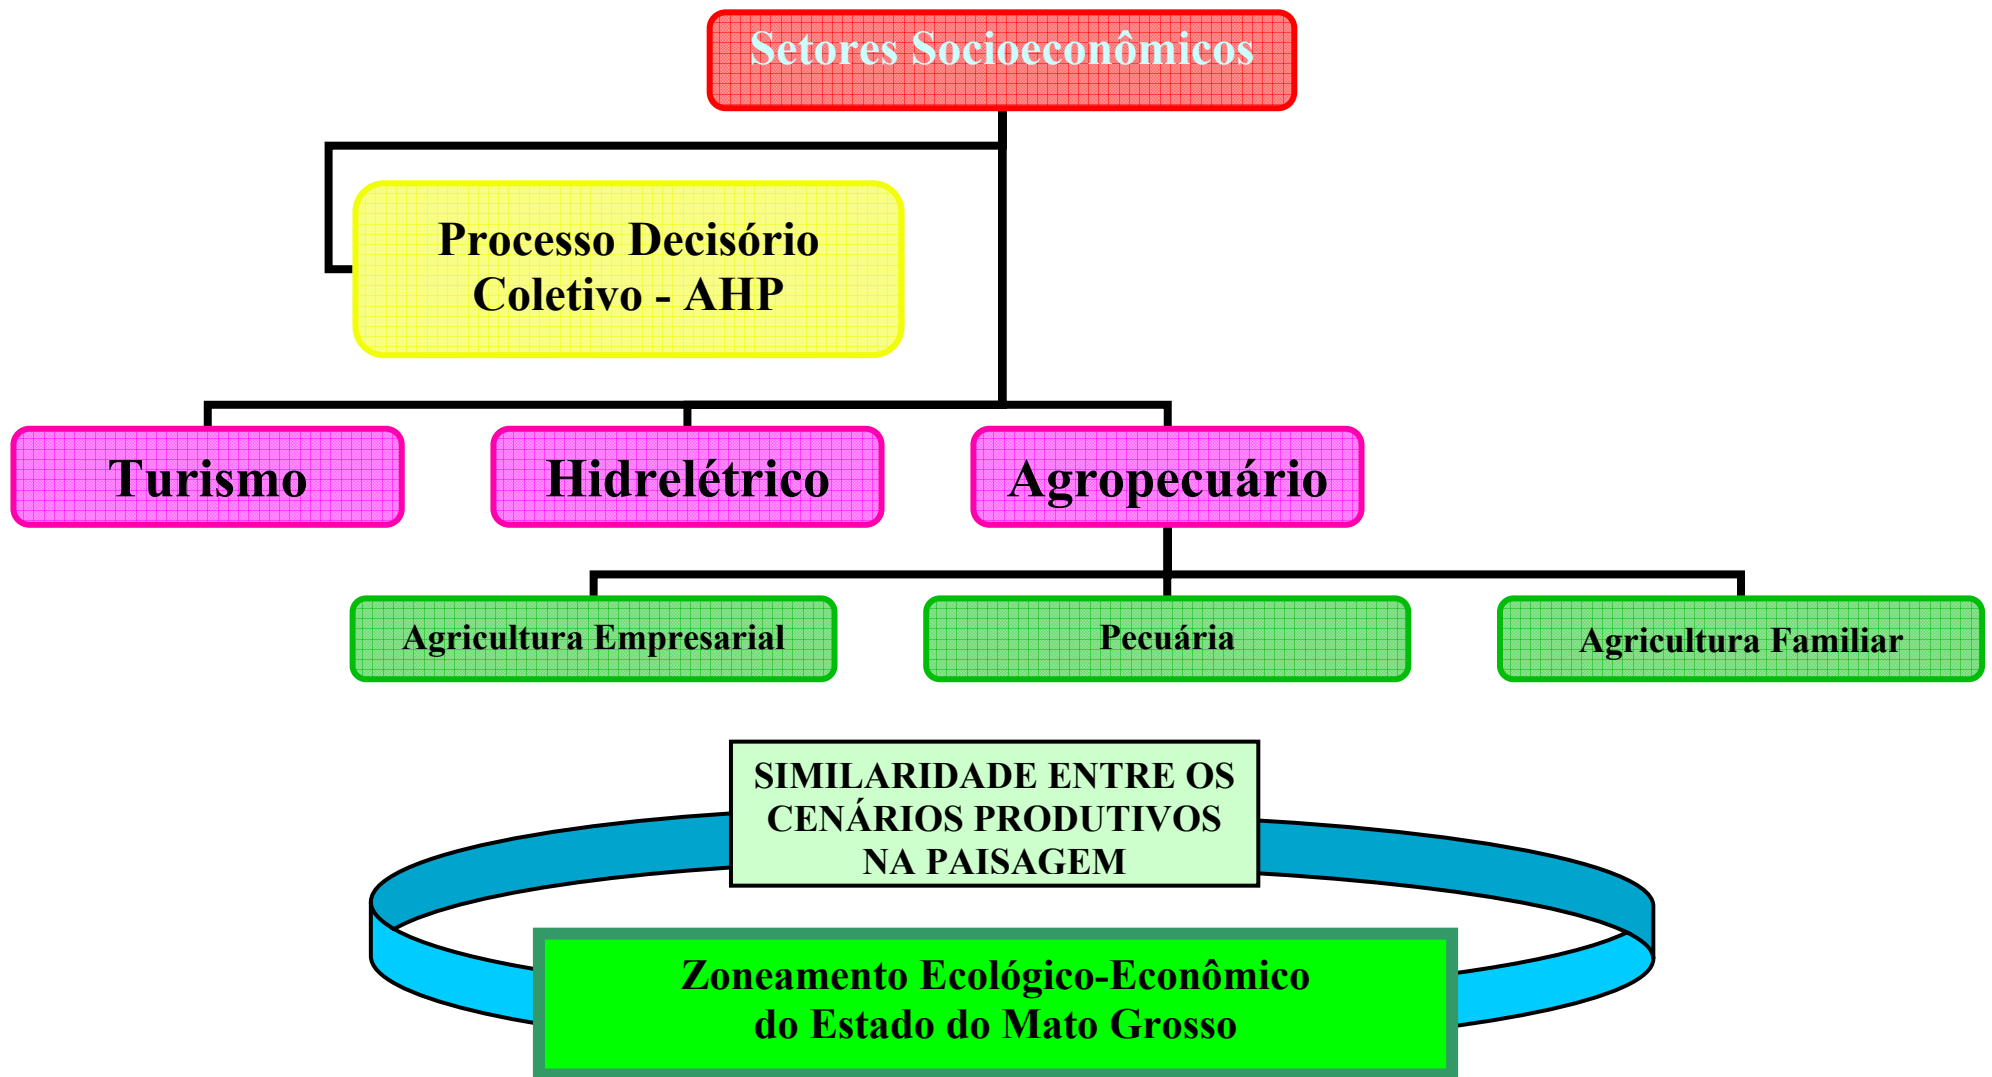 Setores Socioeconômicos
Processo Decisório
Coletivo - AHP
Turismo
Hidrelétrico
Agropecuário
Agricultura Empresarial
Pecuária
Agricultura Familiar
SIMILARIDADE ENTRE OS
CENÁRIOS PRODUTIVOS
NA PAISAGEM
Zoneamento Ecológico-Econômico
do Estado do Mato Grosso